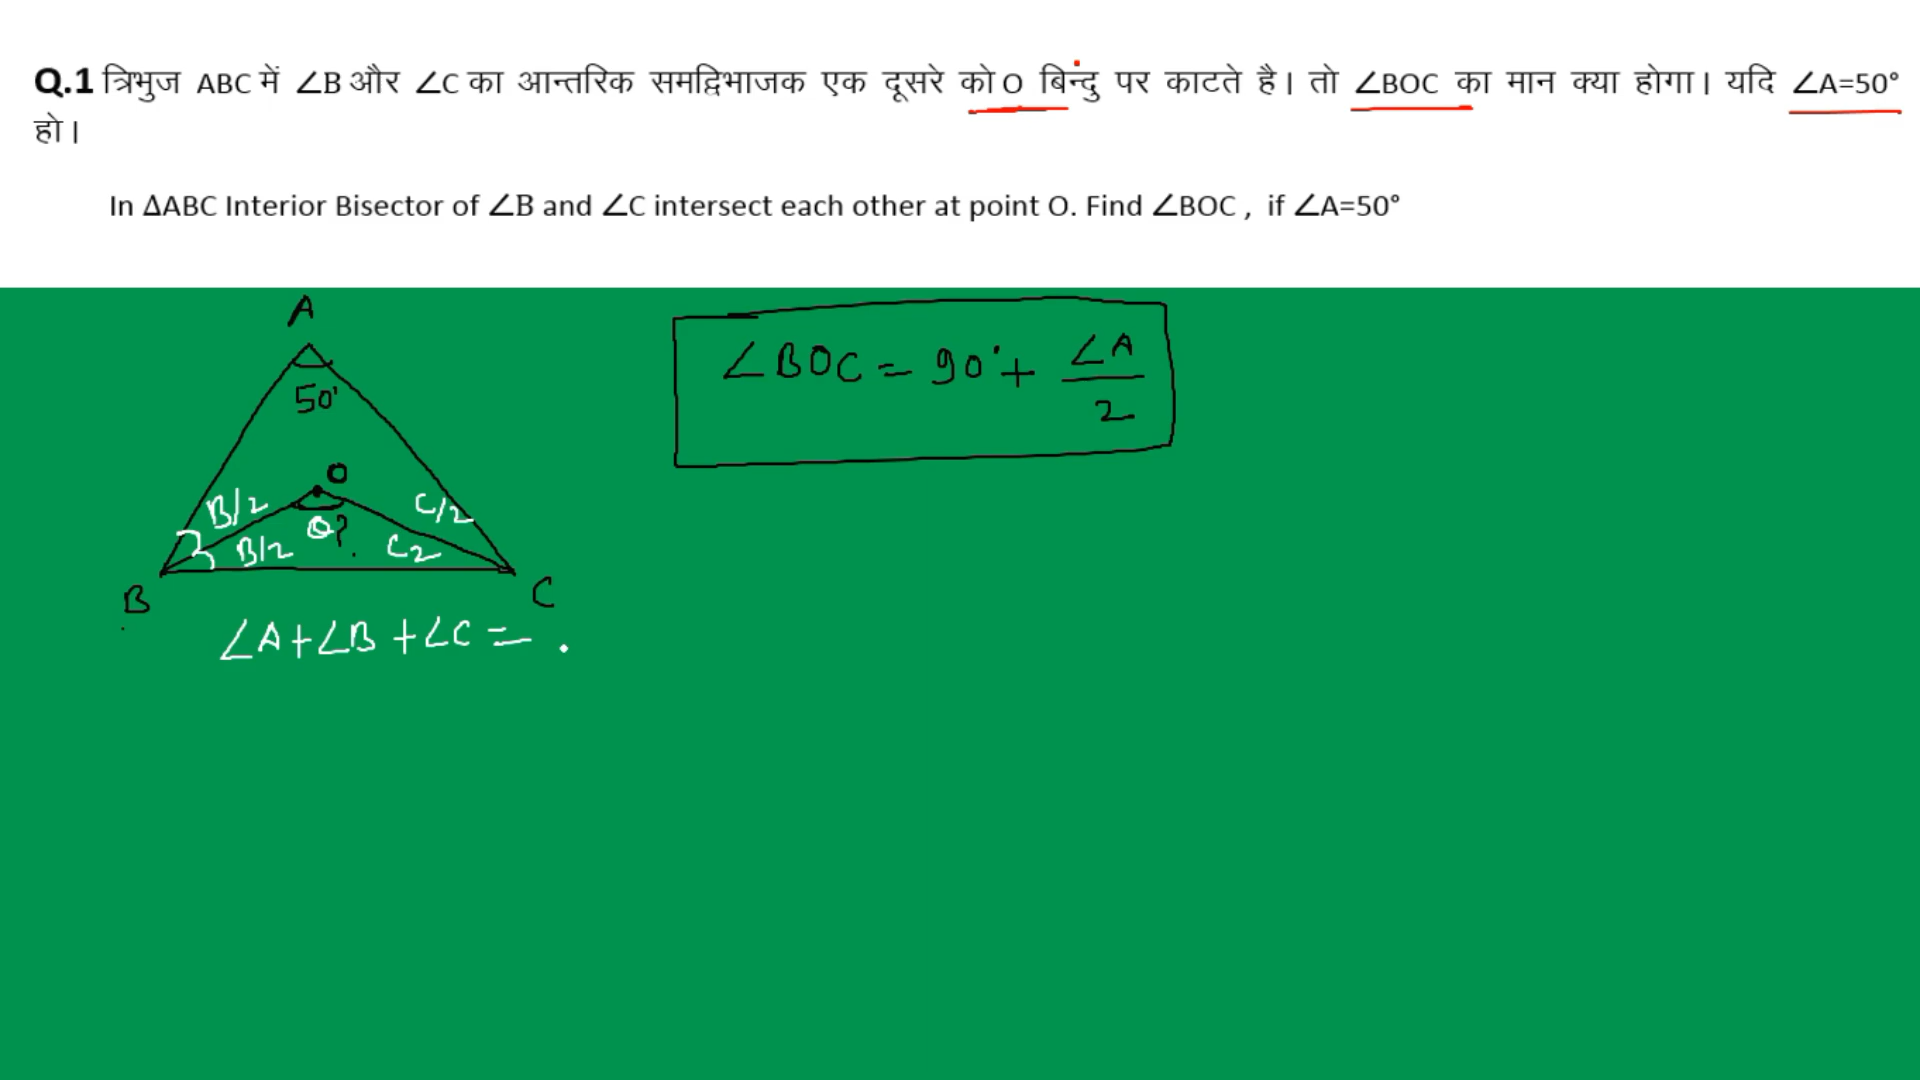 Q.1 त्रिभुज ABC में ∠B और ∠C का आन्तरिक समद्विभाजक एक दूसरे को O बिन्दु पर काटते है। तो ∠BOC का मान क्या होगा। यदि ∠A=50°
हो।
In ΔABC Interior Bisector of ∠B and ∠C intersect each other at point O. Find ∠BOC , if ∠A=50°
A
∠BOC = 90° + ∠A/2
50°
O
B/2 C/2
θ?
B/2 C2
B C
∠A+∠B+∠C = .